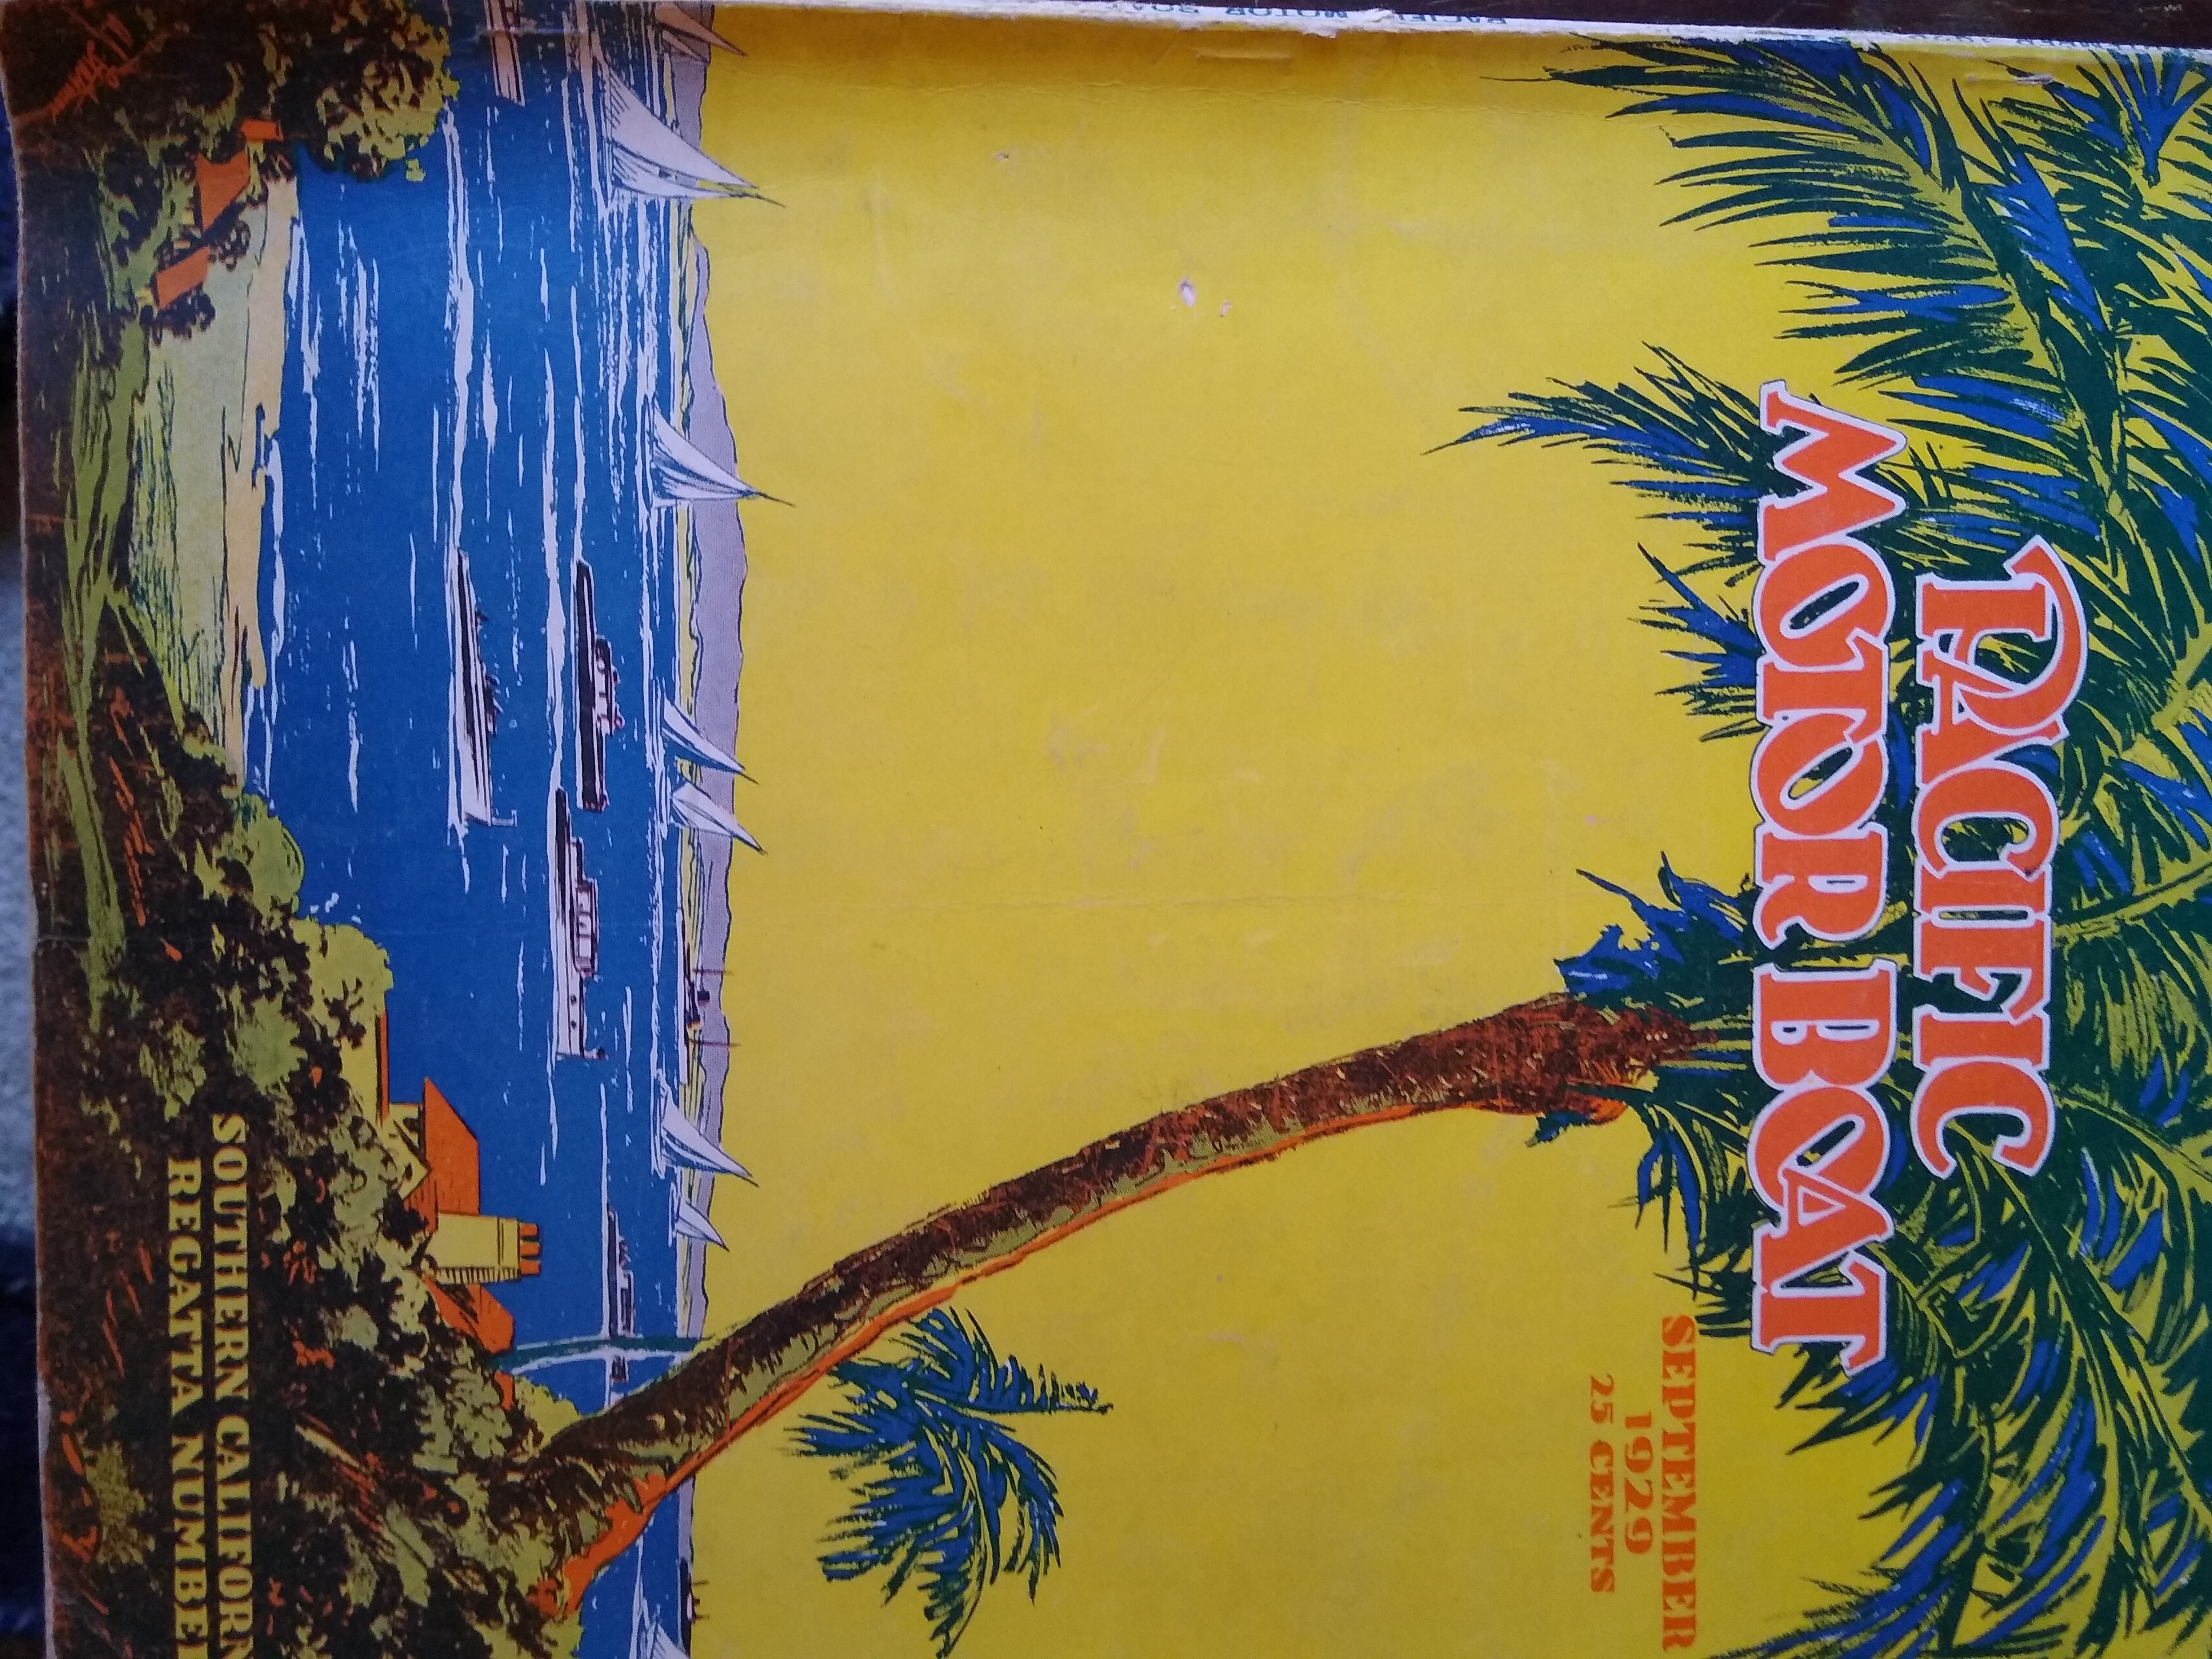 PACIFIC
MOTOR BOAT
SEPTEMBER
1929
25 CENTS
SOUTHERN CALIFORN
REGATTA NUMBE